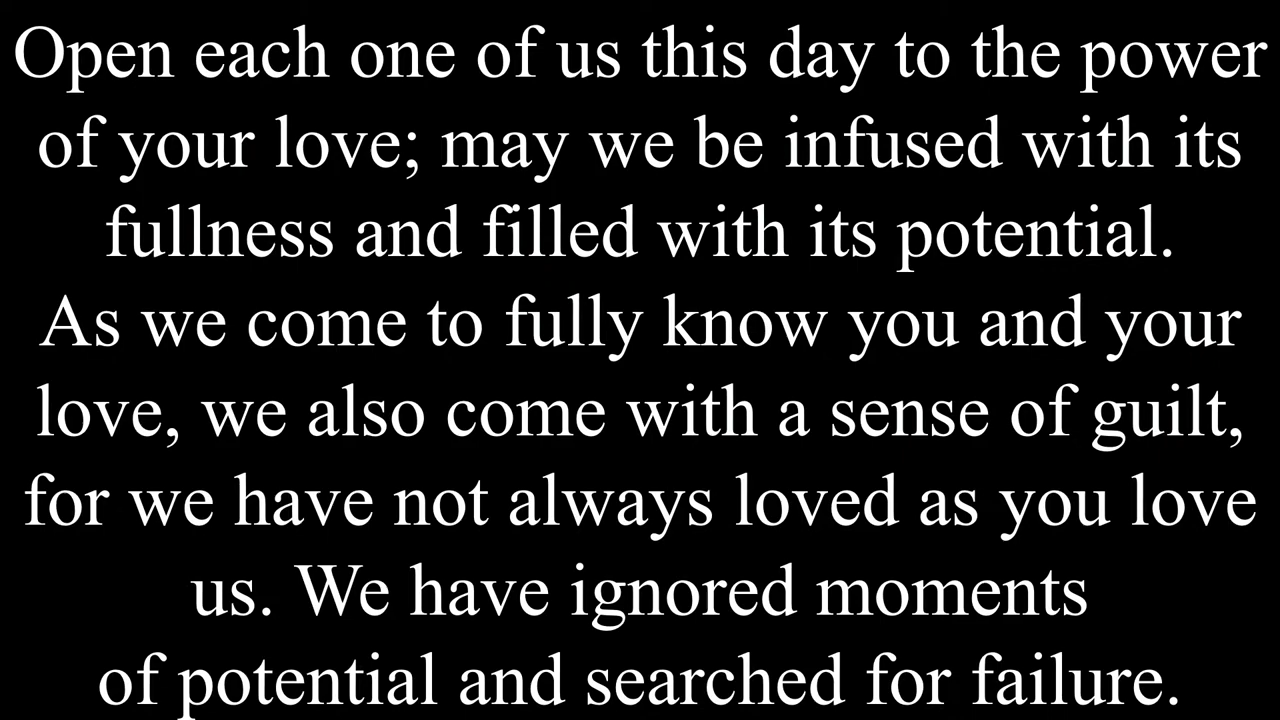 Open each one of us this day to the power
of your love; may we be infused with its
fullness and filled with its potential.
As we come to fully know you and your
love, we also come with a sense of guilt,
for we have not always loved as you love
us. We have ignored moments
of potential and searched for failure.